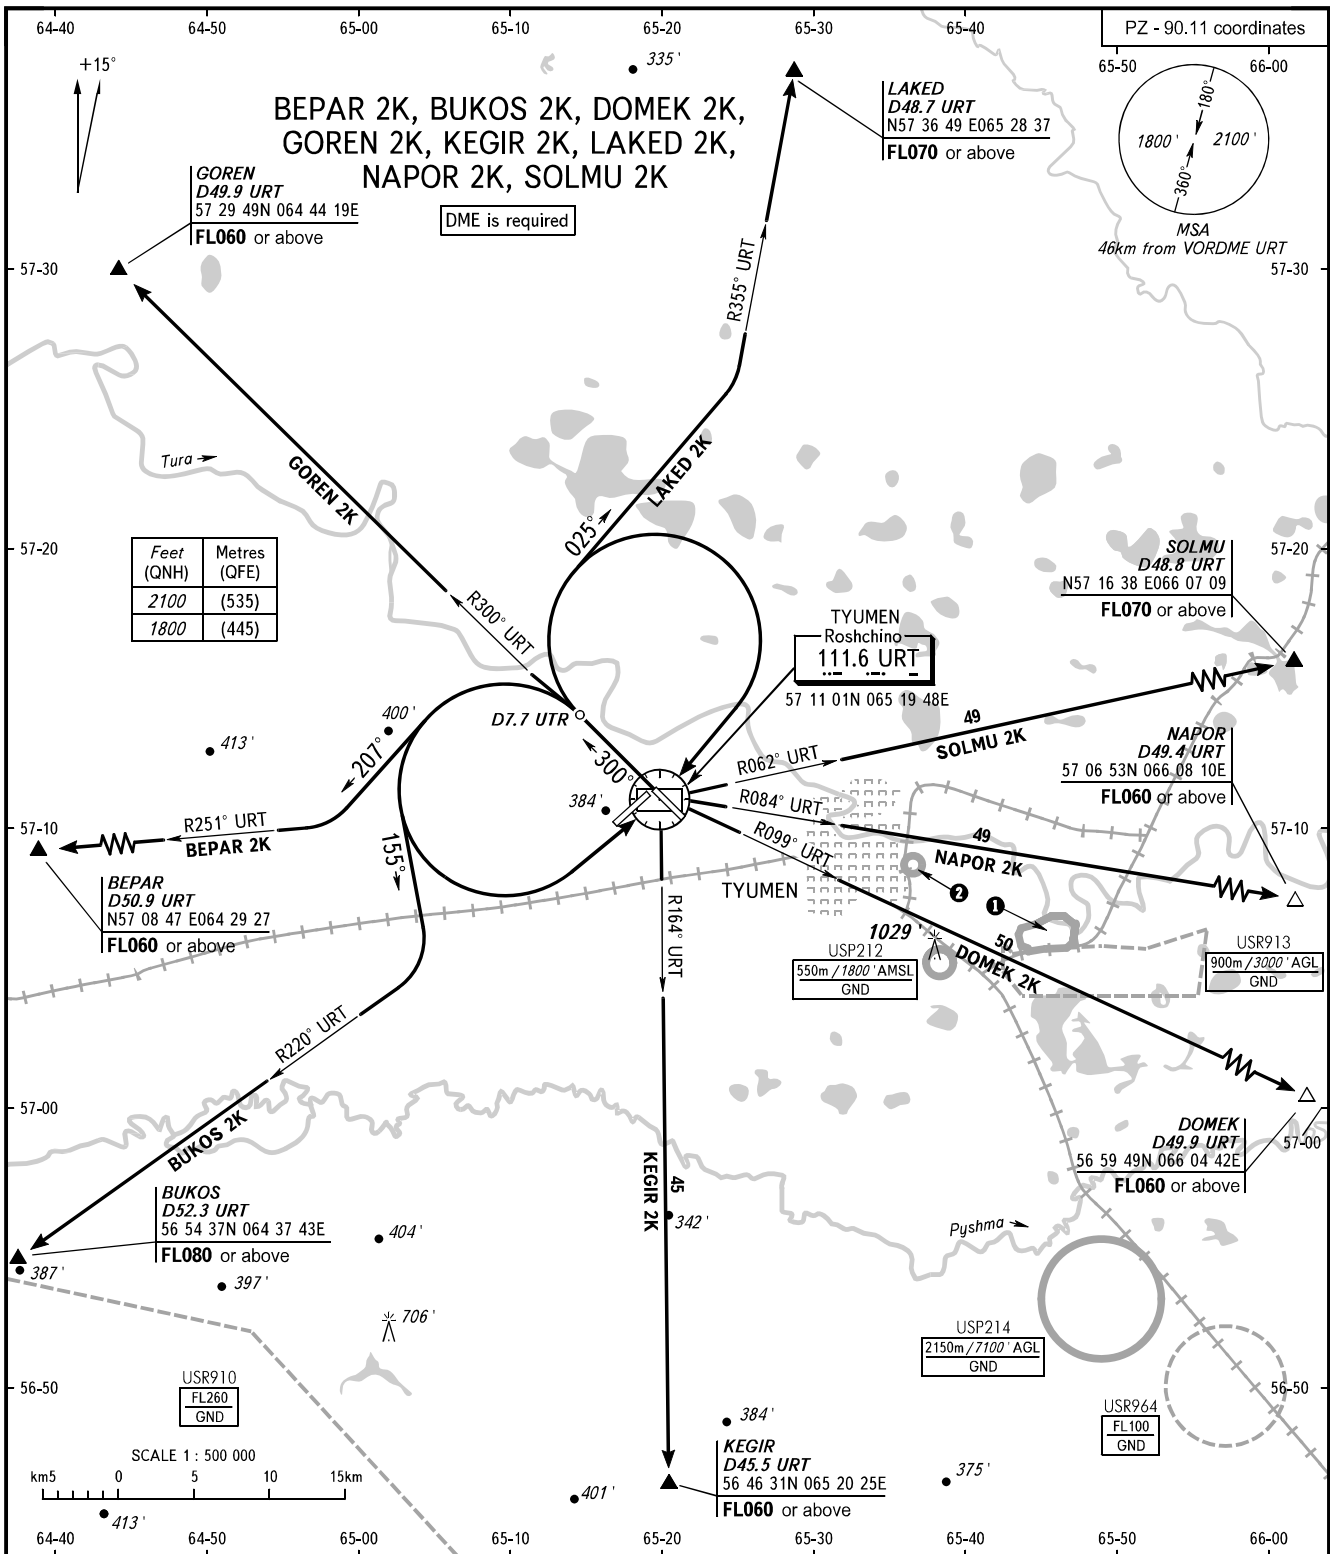 64-40
64-50
65-00
65-10
65-20
65-30
65-40
PZ - 90.11 coordinates
65-50
66-00
+15°
335'
BEPAR 2K, BUKOS 2K, DOMEK 2K,
GOREN 2K, KEGIR 2K, LAKED 2K,
NAPOR 2K, SOLMU 2K
DME is required
LAKED
D48.7 URT
N57 36 49 E065 28 37
FL070 or above
180°
1800'
2100'
360°
MSA
46km from VORDME URT
GOREN
D49.9 URT
57 29 49N 064 44 19E
FL060 or above
57-30
57-30
R355° URT
Tura
GOREN 2K
LAKED 2K
025°
57-20
57-20
Feet
(QNH)
Metres
(QFE)
2100
(535)
1800
(445)
SOLMU
D48.8 URT
N57 16 38 E066 07 09
FL070 or above
R300° URT
TYUMEN
Roshchino
111.6 URT
57 11 01N 065 19 48E
D7.7 UTR
400'
413'
207°
300°
384'
49
SOLMU 2K
R062° URT
NAPOR
D49.4 URT
57 06 53N 066 08 10E
FL060 or above
R084° URT
49
NAPOR 2K
R099° URT
57-10
57-10
R251° URT
BEPAR 2K
155°
BEPAR
D50.9 URT
N57 08 47 E064 29 27
FL060 or above
TYUMEN
2
1
R164° URT
1029'
USP212
550m/1800'AMSL
GND
50
DOMEK 2K
USR913
900m/3000'AGL
GND
R220° URT
57-00
57-00
BUKOS 2K
DOMEK
D49.9 URT
56 59 49N 066 04 42E
FL060 or above
KEGIR 2K
45
342'
BUKOS
D52.3 URT
56 54 37N 064 37 43E
FL080 or above
404'
387'
397'
706'
Pyshma
USP214
2150m/7100'AGL
GND
USR910
FL260
GND
56-50
56-50
USR964
FL100
GND
384'
KEGIR
D45.5 URT
56 46 31N 065 20 25E
FL060 or above
375'
401'
SCALE 1 : 500 000
km5
0
5
10
15km
413'
64-40
64-50
65-00
65-10
65-20
65-30
65-40
65-50
66-00